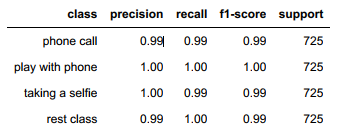 class precision recall f1-score support
phone call 0.99 0.99 0.99 725
play with phone 1.00 1.00 1.00 725
taking a selfie 1.00 0.99 0.99 725
rest class 0.99 1.00 0.99 725